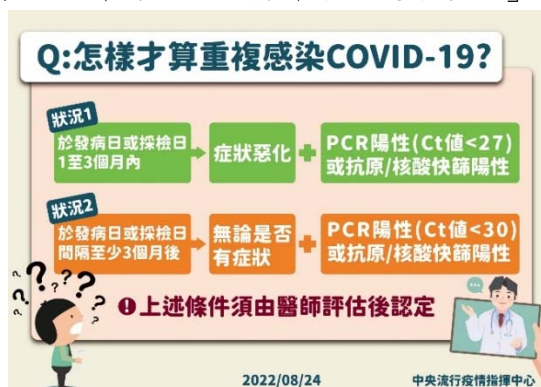 Q:怎樣才算重複感染COVID-19?
狀況1
於發病日或採檢日
1至3個月內
症狀惡化
+
PCR陽性(Ct值<27)
或抗原/核酸快篩陽性
狀況2
於發病日或採檢日
間隔至少3個月後
無論是否
有症狀
+
PCR陽性(Ct值<30)
或抗原/核酸快篩陽性
? ? ? ? ? ?
!上述條件須由醫師評估後認定
2022/08/24
中央流行疫情指揮中心